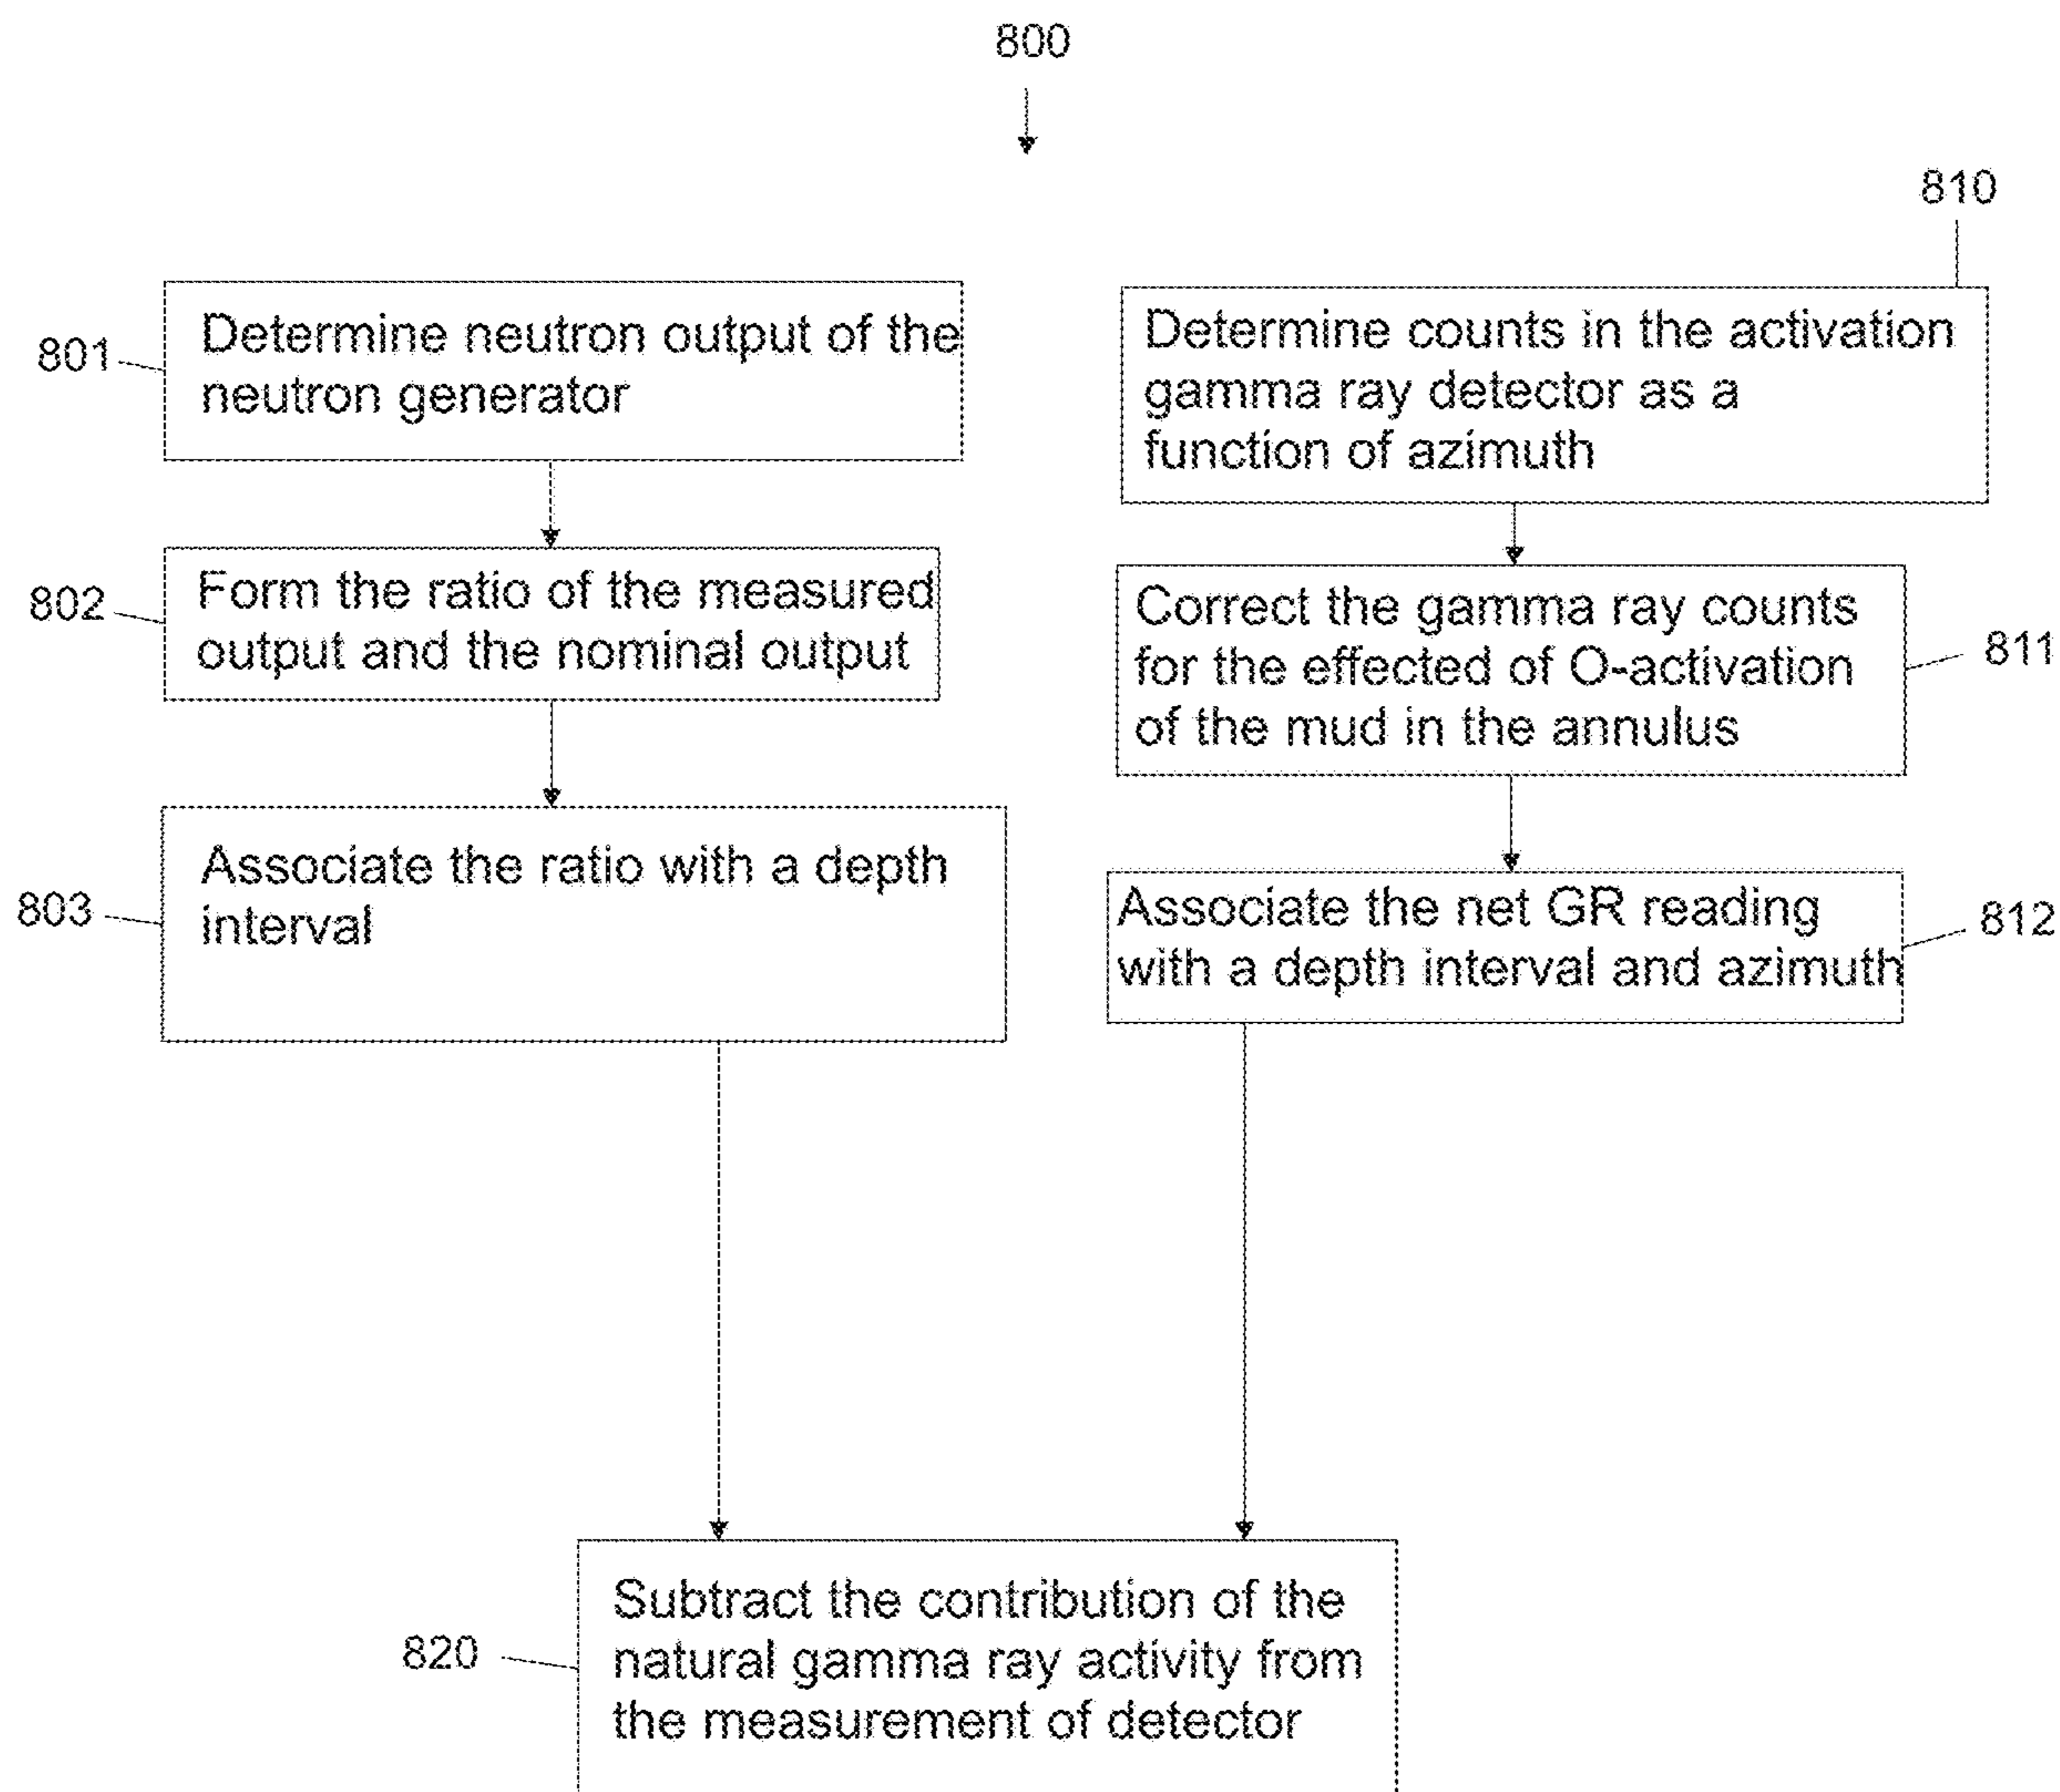 800
810
801
Determine neutron output of the
neutron generator
Determine counts in the activation
gamma ray detector as a
function of azimuth
802
Form the ratio of the measured
output and the nominal output
Correct the gamma ray counts
for the effected of O-activation
of the mud in the annulus
811
803
Associate the ratio with a depth
interval
Associate the net GR reading
with a depth interval and azimuth
812
820
Subtract the contribution of the
natural gamma ray activity from
the measurement of detector